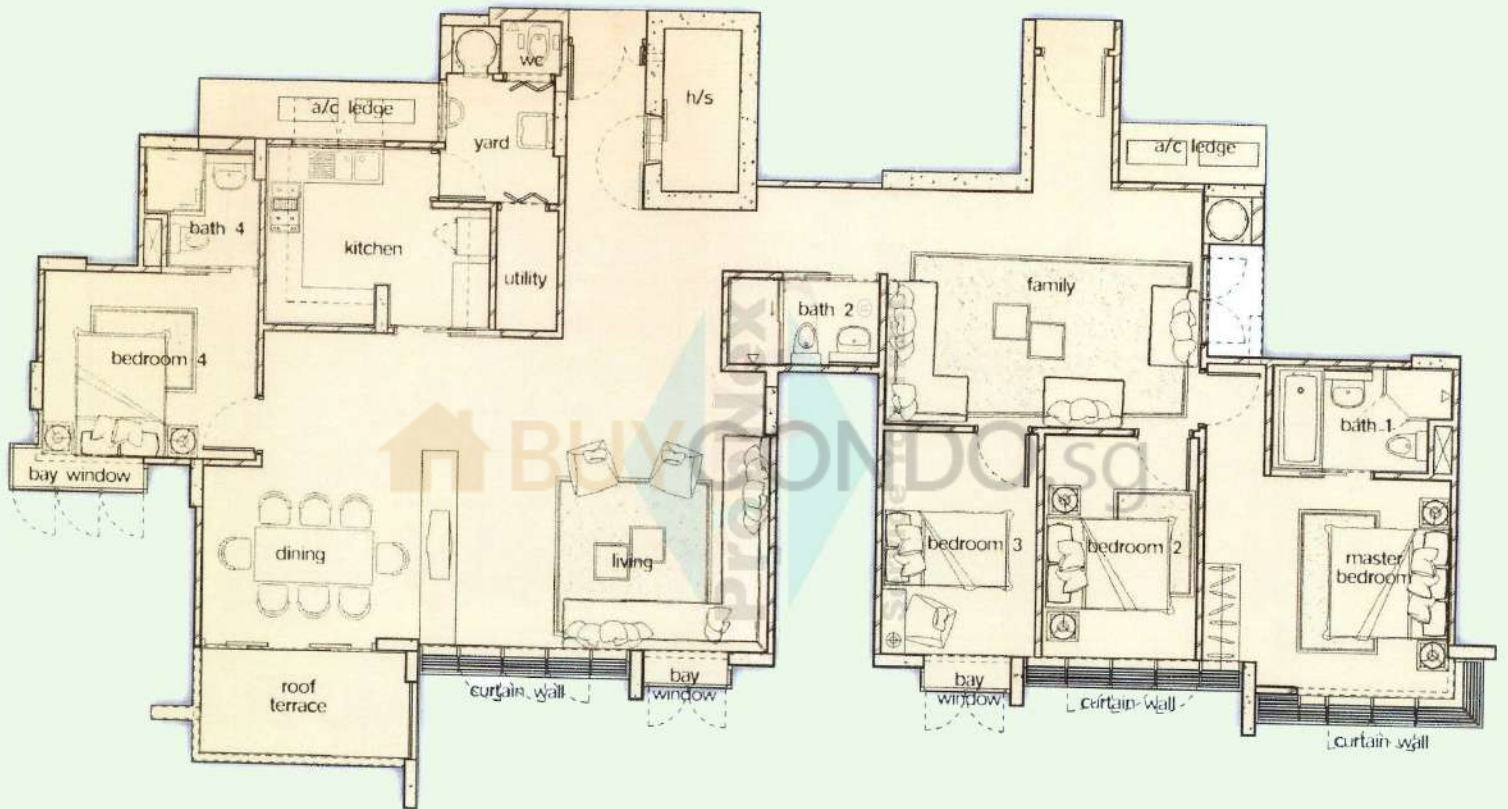 wc
a/c ledge
h/s
yard
a/c ledge
bath 4
kitchen
utility
family
bath 2
bedroom 4
bath 1
bay window
BUYCONDO.sg
PropNex
dining
living
bedroom 3
bedroom 2
master
bedroom
roof
terrace
curtain wall
bay
window
bay
window
curtain wall
curtain wall